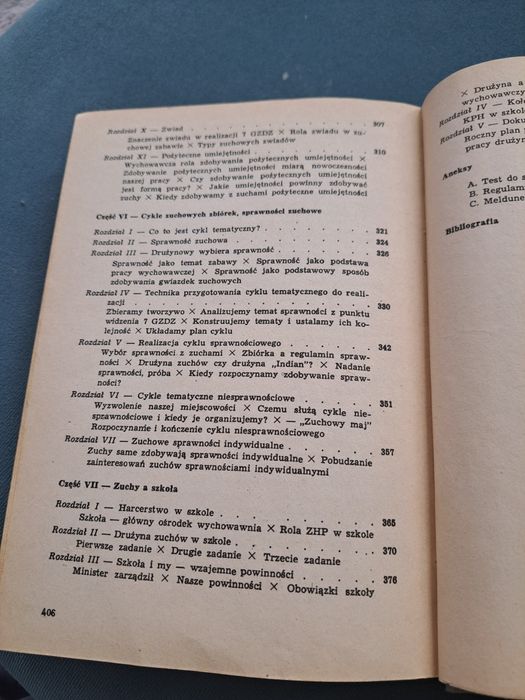 Rozdział X — Zwiad . . . . . . . . . . . 307
Znaczenie zwiadu w realizacji 7 GZDZ × Rola zwiadu w zu-
chowej zabawie × Typy zuchowych zwiadów
Rozdział XI — Pożyteczne umiejętności . . . . . . . .
Wychowawcza rola zdobywania pożytecznych umiejętności ×
Zdobywanie pożytecznych umiejętności miarą nowoczesności
naszej pracy × Czy zdobywanie pożytecznych umiejętności
jest formą pracy? × Jakie umiejętności powinny zdobywać
zuchy × Kiedy zdobywamy z zuchami pożyteczne umiejętności
Część VI — Cykle zuchowych zbiórek, sprawności zuchowe
Rozdział I — Co to jest cykl tematyczny? . . . . . . . 321
Rozdział II — Sprawność zuchowa . . . . . . . . . 324
Rozdział III — Drużynowy wybiera sprawność . . . . . . 326
Sprawność jako temat zabawy × Sprawność jako podstawa
pracy wychowawczej × Sprawność jako podstawowy sposób
zdobywania gwiazdek zuchowych
Rozdział IV — Technika przygotowania cyklu tematycznego do reali-
zacji . . . . . . . . . . . . . . 330
Zbieramy tworzywo × Analizujemy temat sprawności z punktu
widzenia 7 GZDZ × Konstruujemy tematy i ustalamy ich ko-
lejność × Układamy plan cyklu
Rozdział V — Realizacja cyklu sprawnościowego . . . . . 342
Wybór sprawności z zuchami × Zbiórka a regulamin spraw-
ności × Drużyna zuchów czy drużyna „Indian"? × Nadanie
sprawności, próba × Kiedy rozpoczynamy zdobywanie spraw-
ności?
Rozdział VI — Cykle tematyczne niesprawnościowe . . . . . 351
Wyzwolenie naszej miejscowości × Czemu służą cykle nie-
sprawnościowe i kiedy je organizujemy? × — „Zuchowy maj"
Rozpoczynanie i kończenie cyklu niesprawnościowego
Rozdział VII — Zuchowe sprawności indywidualne . . . . . 357
Zuchy same zdobywają sprawności indywidualne × Pobudzanie
zainteresowań zuchów sprawnościami indywidualnymi
Część VII — Zuchy a szkoła
Rozdział I — Harcerstwo w szkole . . . . . . . . . 365
Szkoła — główny ośrodek wychowawnia × Rola ZHP w szkole
Rozdział II — Drużyna zuchów w szkole . . . . . . . . 370
Pierwsze zadanie × Drugie zadanie × Trzecie zadanie
Rozdział III — Szkoła i my — wzajemne powinności . . . . . 376
Minister zarządził × Nasze powinności × Obowiązki szkoły
406
× Drużyna a
wychowawczy
Rozdział IV — Koł
KPH w szkole
Rozdział V — Doku
Roczny plan
pracy drużyn
Aneksy
A. Test do s
B. Regulam
C. Meldune
Bibliografia